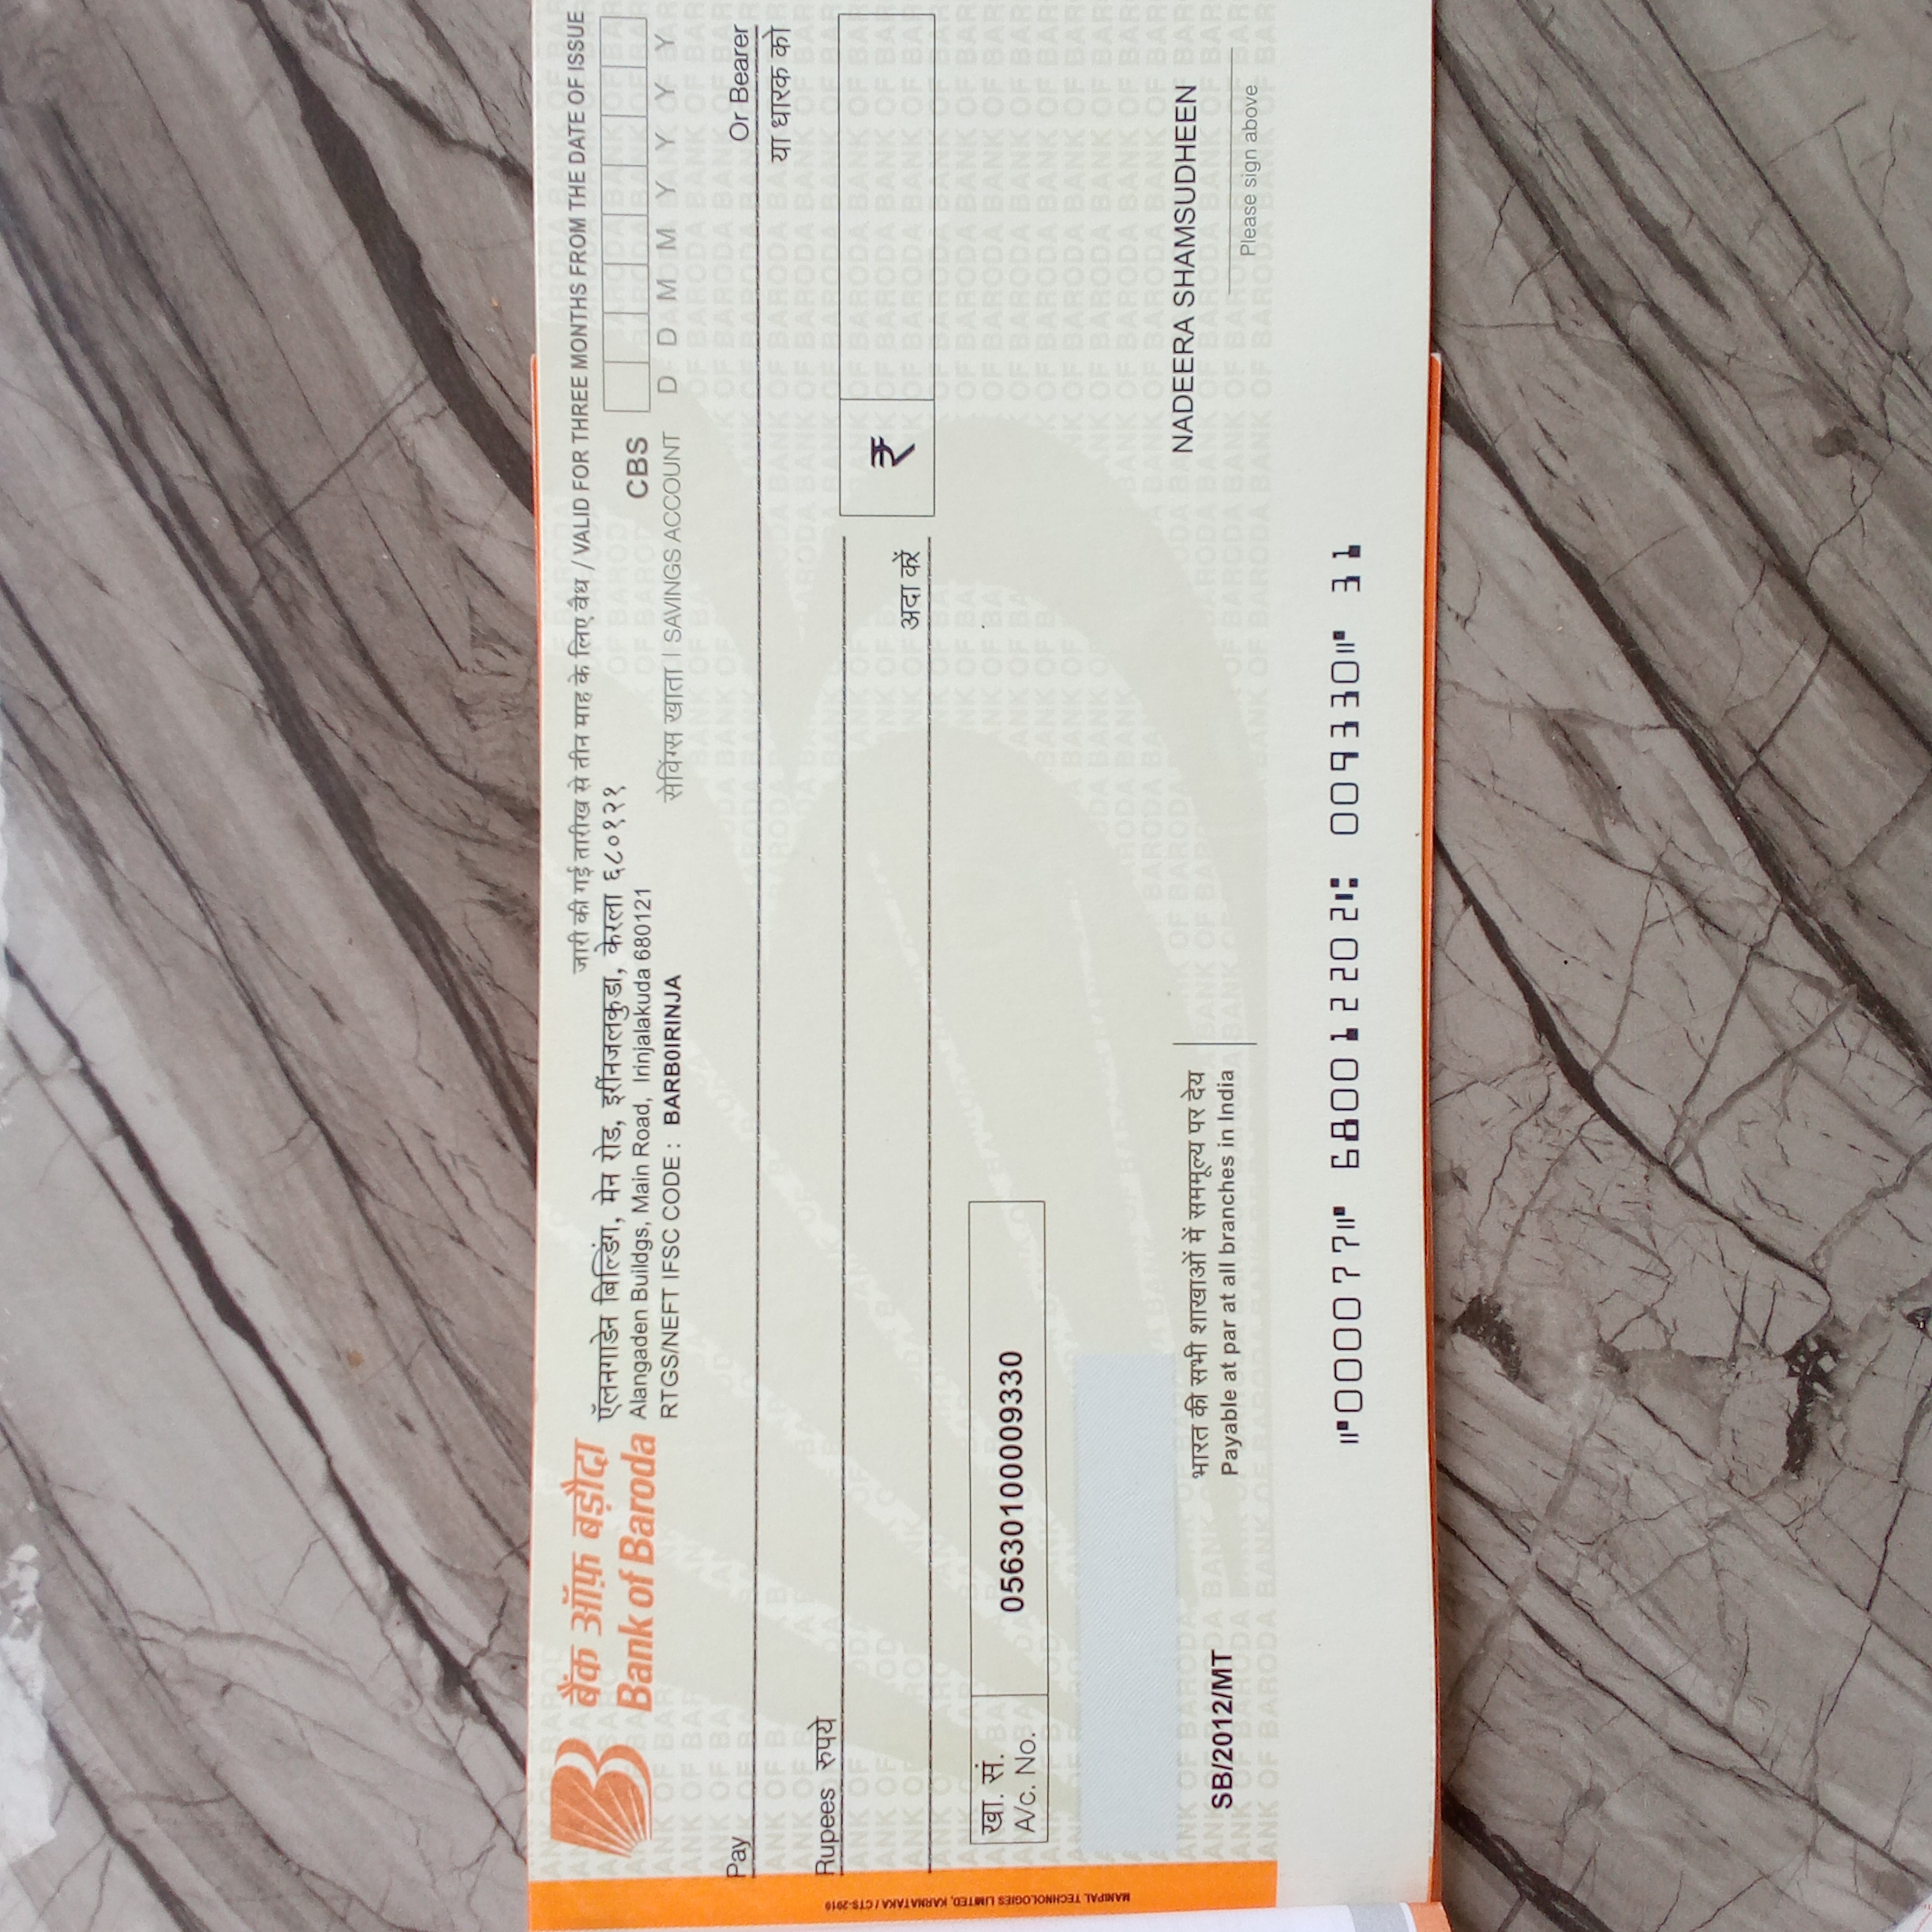 जारी की गई तारीख से तीन माह के लिए वैध / VALID FOR THREE MONTHS FROM THE DATE OF ISSUE
बैंक ऑफ़ बड़ौदा
Bank of Baroda
ऍलनगाडेन बिल्डिंग, मेन रोड, इर्रीनजलकुडा, केरला ६८०१२१
Alangaden Buildgs, Main Road, Irinjalakuda 680121
RTGS/NEFT IFSC CODE : BARB0IRINJA
CBS
सेविंग्स खाता / SAVINGS ACCOUNT
D D M M Y Y Y Y
Pay
Or Bearer
या धारक को
Rupees रुपये
अदा करें
₹
खा. सं.
A/c. No.
05630100009330
SB/2012/MT
भारत की सभी शाखाओं में सममूल्य पर देय
Payable at par at all branches in India
NADEERA SHAMSUDHEEN
Please sign above
⑈000077⑈ 680012202⑆ 009330⑈ 31
MANIPAL TECHNOLOGIES LIMITED, KARNATAKA / CTS-2010